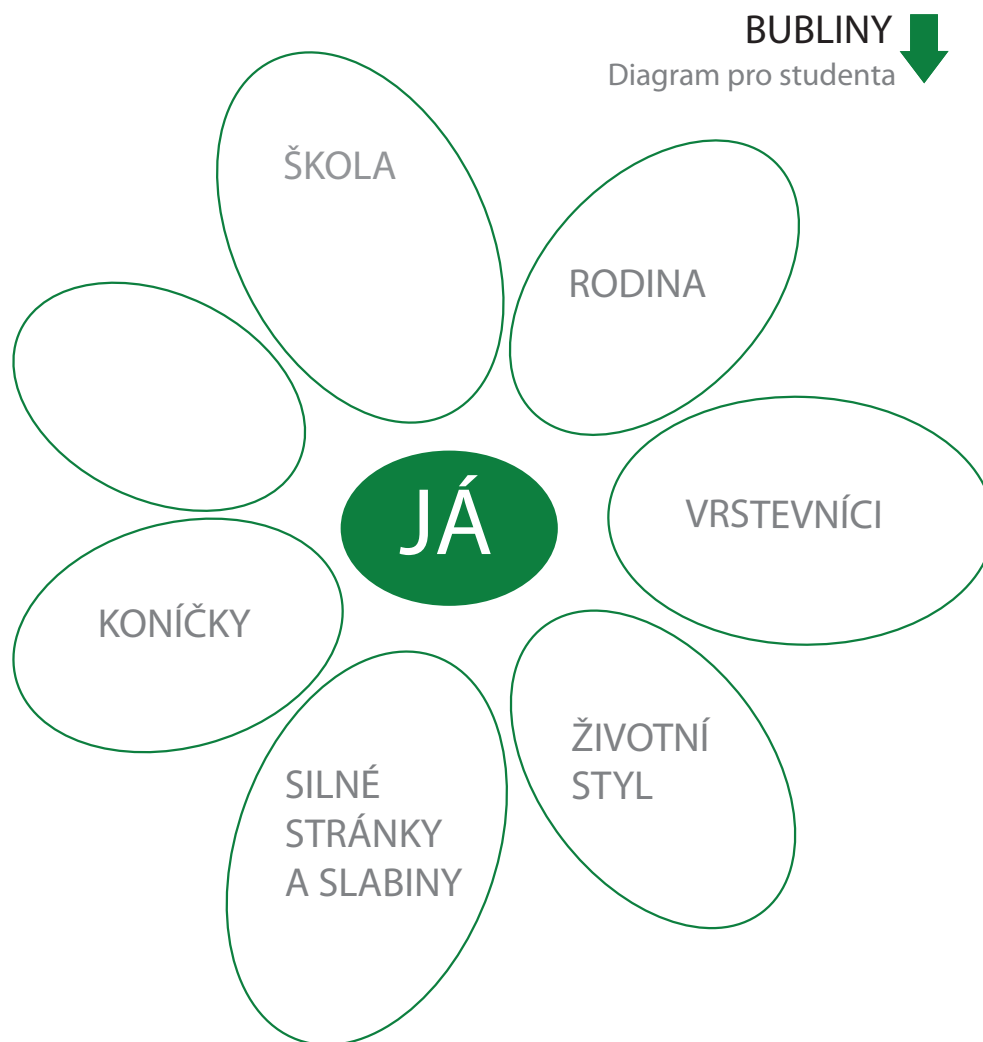 BUBLINY
Diagram pro studenta
ŠKOLA
RODINA
VRSTEVNÍCI
JÁ
KONÍČKY
ŽIVOTNÍ
STYL
SILNÉ
STRÁNKY
A SLABINY